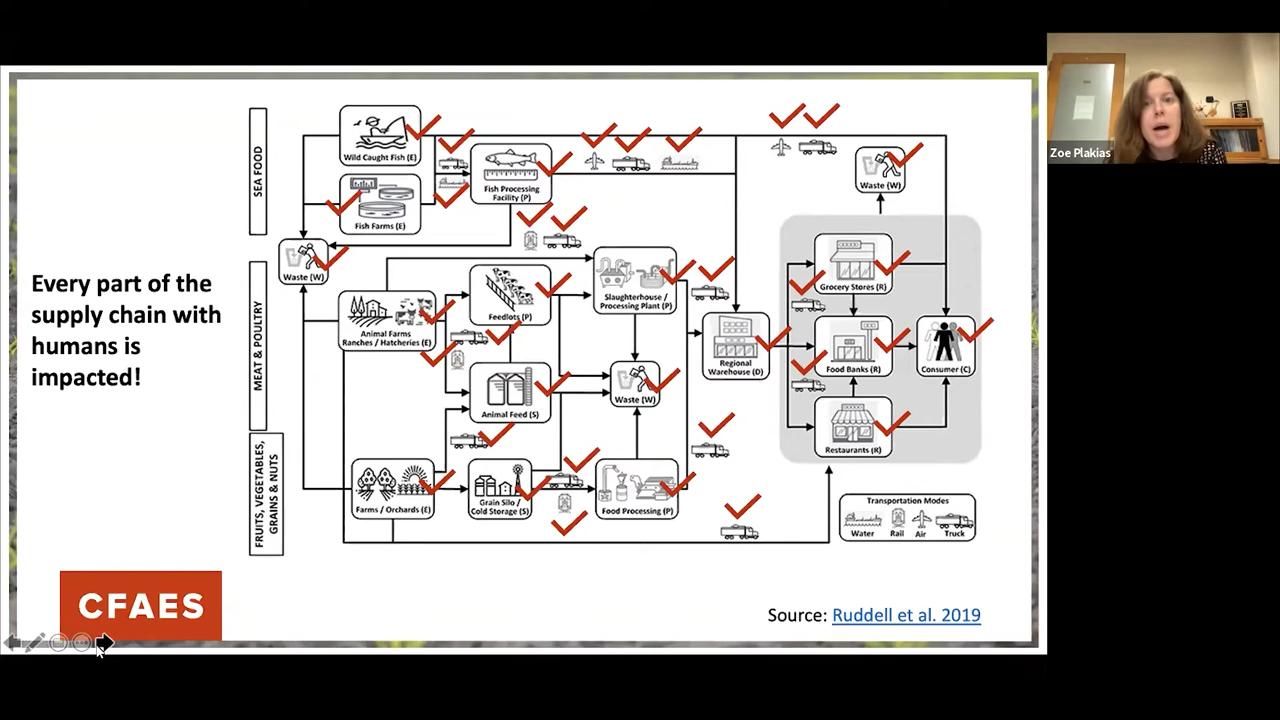 SEA FOOD
Wild Caught Fish (E)
Fish Farms (E)
Fish Processing
Facility (P)
Waste (W)
Waste (W)
MEAT & POULTRY
Animal Farms
Ranches / Hatcheries (E)
Feedlots (P)
Animal Feed (S)
Slaughterhouse /
Processing Plant (P)
Waste (W)
Regional
Warehouse (D)
Grocery Stores (R)
Food Banks (R)
Restaurants (R)
Consumer (C)
FRUITS, VEGETABLES,
GRAINS & NUTS
Farms / Orchards (E)
Grain Silo /
Cold Storage (S)
Food Processing (P)
Transportation Modes
Water
Rail
Air
Truck
Every part of the
supply chain with
humans is
impacted!
CFAES
Source: Ruddell et al. 2019
Zoe Plakias